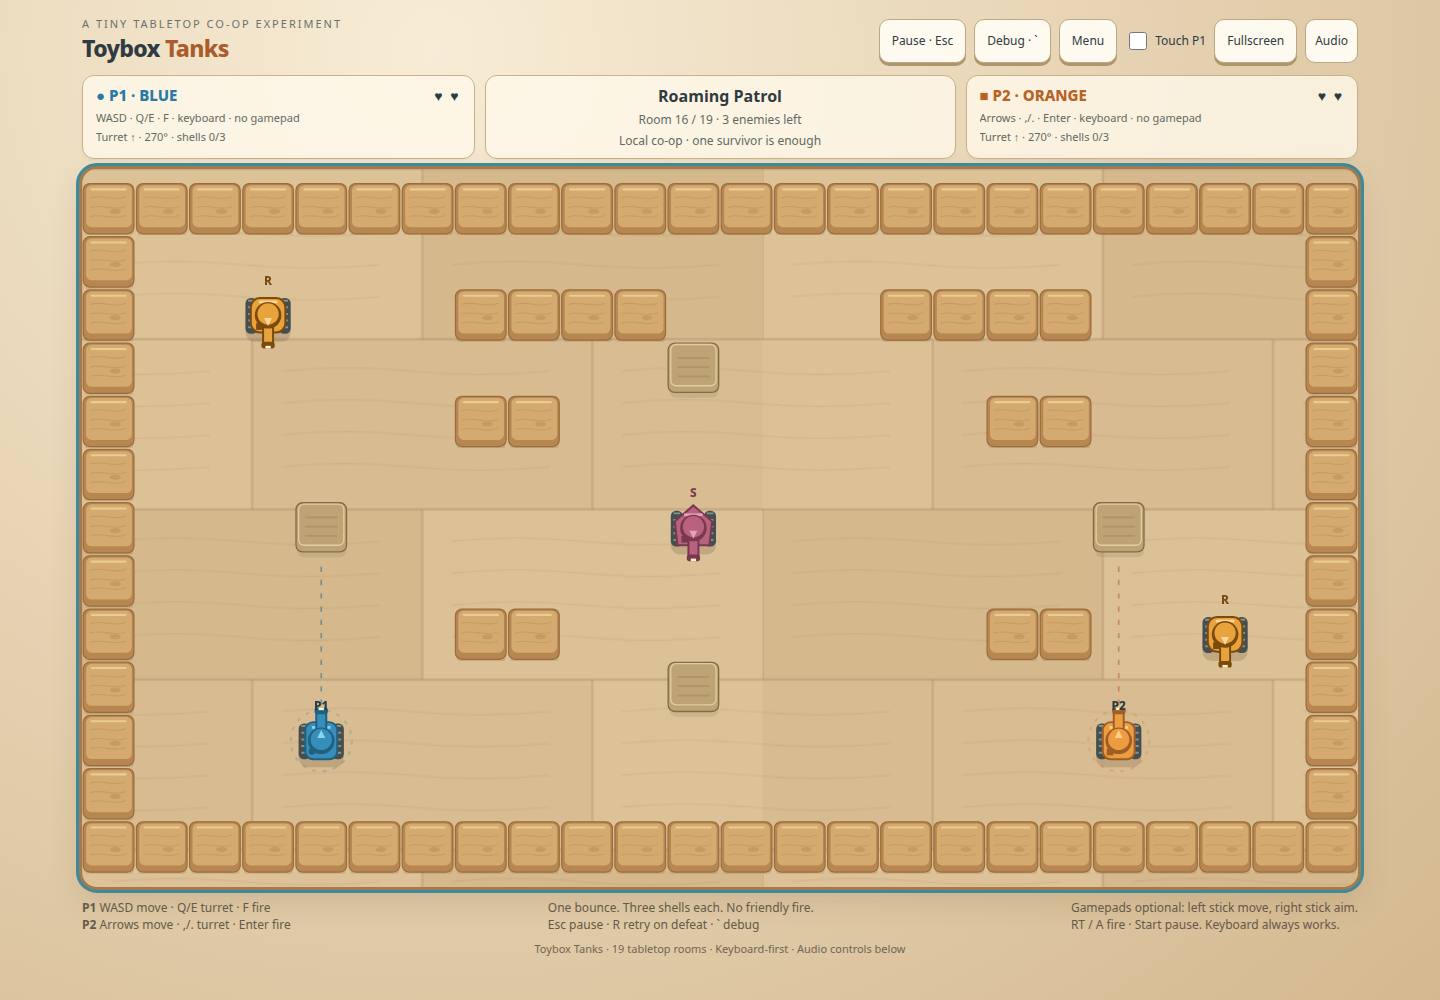 A TINY TABLETOP CO-OP EXPERIMENT
Toybox Tanks
Pause · Esc
Debug · `
Menu
Touch P1
Fullscreen
Audio
● P1 · BLUE
♥ ♥
WASD · Q/E · F · keyboard · no gamepad
Turret ↑ · 270° · shells 0/3
Roaming Patrol
Room 16 / 19 · 3 enemies left
Local co-op · one survivor is enough
■ P2 · ORANGE
♥ ♥
Arrows · ,/. · Enter · keyboard · no gamepad
Turret ↑ · 270° · shells 0/3
R
S
R
P1
P2
P1 WASD move · Q/E turret · F fire
P2 Arrows move · ,/. turret · Enter fire
One bounce. Three shells each. No friendly fire.
Esc pause · R retry on defeat · ` debug
Gamepads optional: left stick move, right stick aim.
RT / A fire · Start pause. Keyboard always works.
Toybox Tanks · 19 tabletop rooms · Keyboard-first · Audio controls below